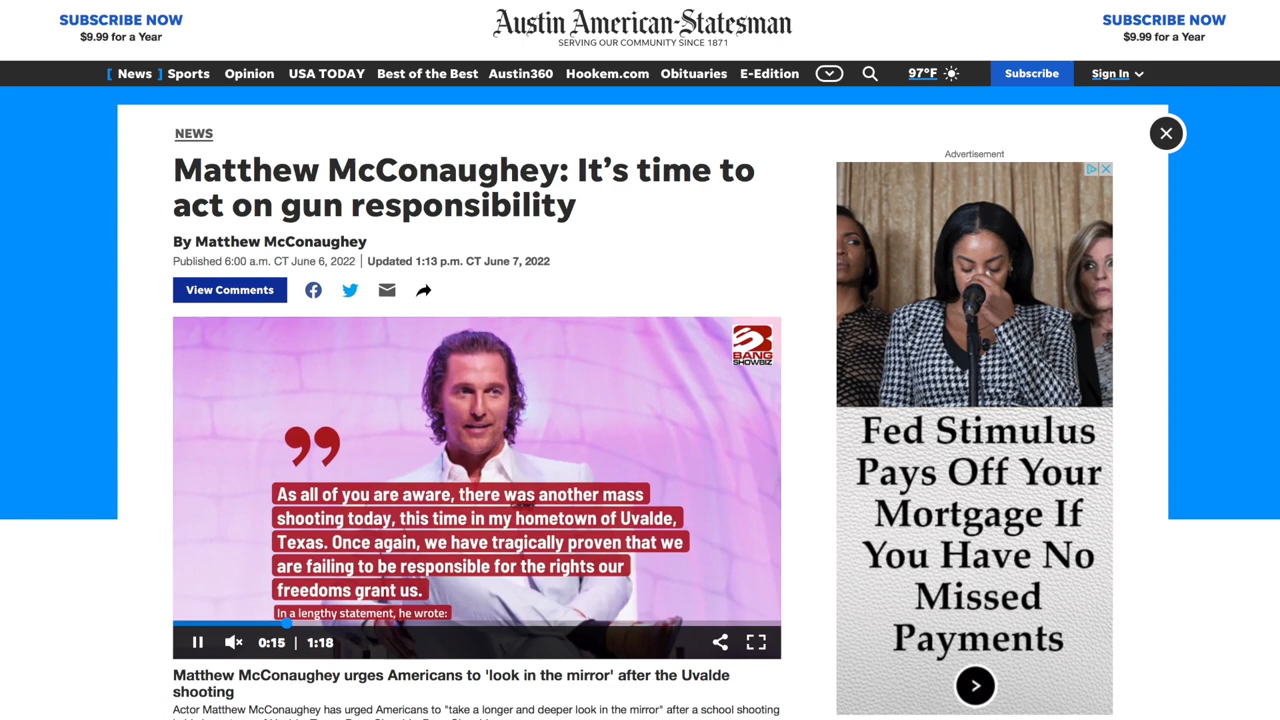 SUBSCRIBE NOW
$9.99 for a Year
Austin American-Statesman
SERVING OUR COMMUNITY SINCE 1871
SUBSCRIBE NOW
$9.99 for a Year
[ News ] Sports Opinion USA TODAY Best of the Best Austin360 Hookem.com Obituaries E-Edition 97°F Subscribe Sign In
NEWS
Matthew McConaughey: It’s time to
act on gun responsibility
By Matthew McConaughey
Published 6:00 a.m. CT June 6, 2022 | Updated 1:13 p.m. CT June 7, 2022
View Comments
BANG
SHOWBIZ
”
As all of you are aware, there was another mass
shooting today, this time in my hometown of Uvalde,
Texas. Once again, we have tragically proven that we
are failing to be responsible for the rights our
freedoms grant us.
In a lengthy statement, he wrote:
0:15 | 1:18
Matthew McConaughey urges Americans to 'look in the mirror' after the Uvalde
shooting
Actor Matthew McConaughey has urged Americans to "take a longer and deeper look in the mirror" after a school shooting
Advertisement
Fed Stimulus
Pays Off Your
Mortgage If
You Have No
Missed
Payments